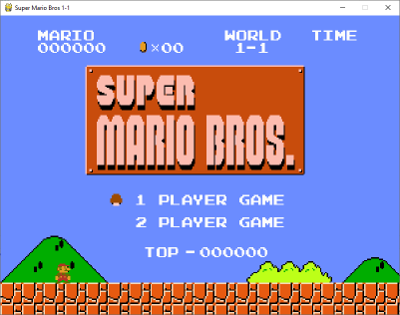 Super Mario Bros 1-1
MARIO WORLD TIME
000000 ×00 1-1
SUPER
MARIO BROS.
1 PLAYER GAME
2 PLAYER GAME
TOP - 000000